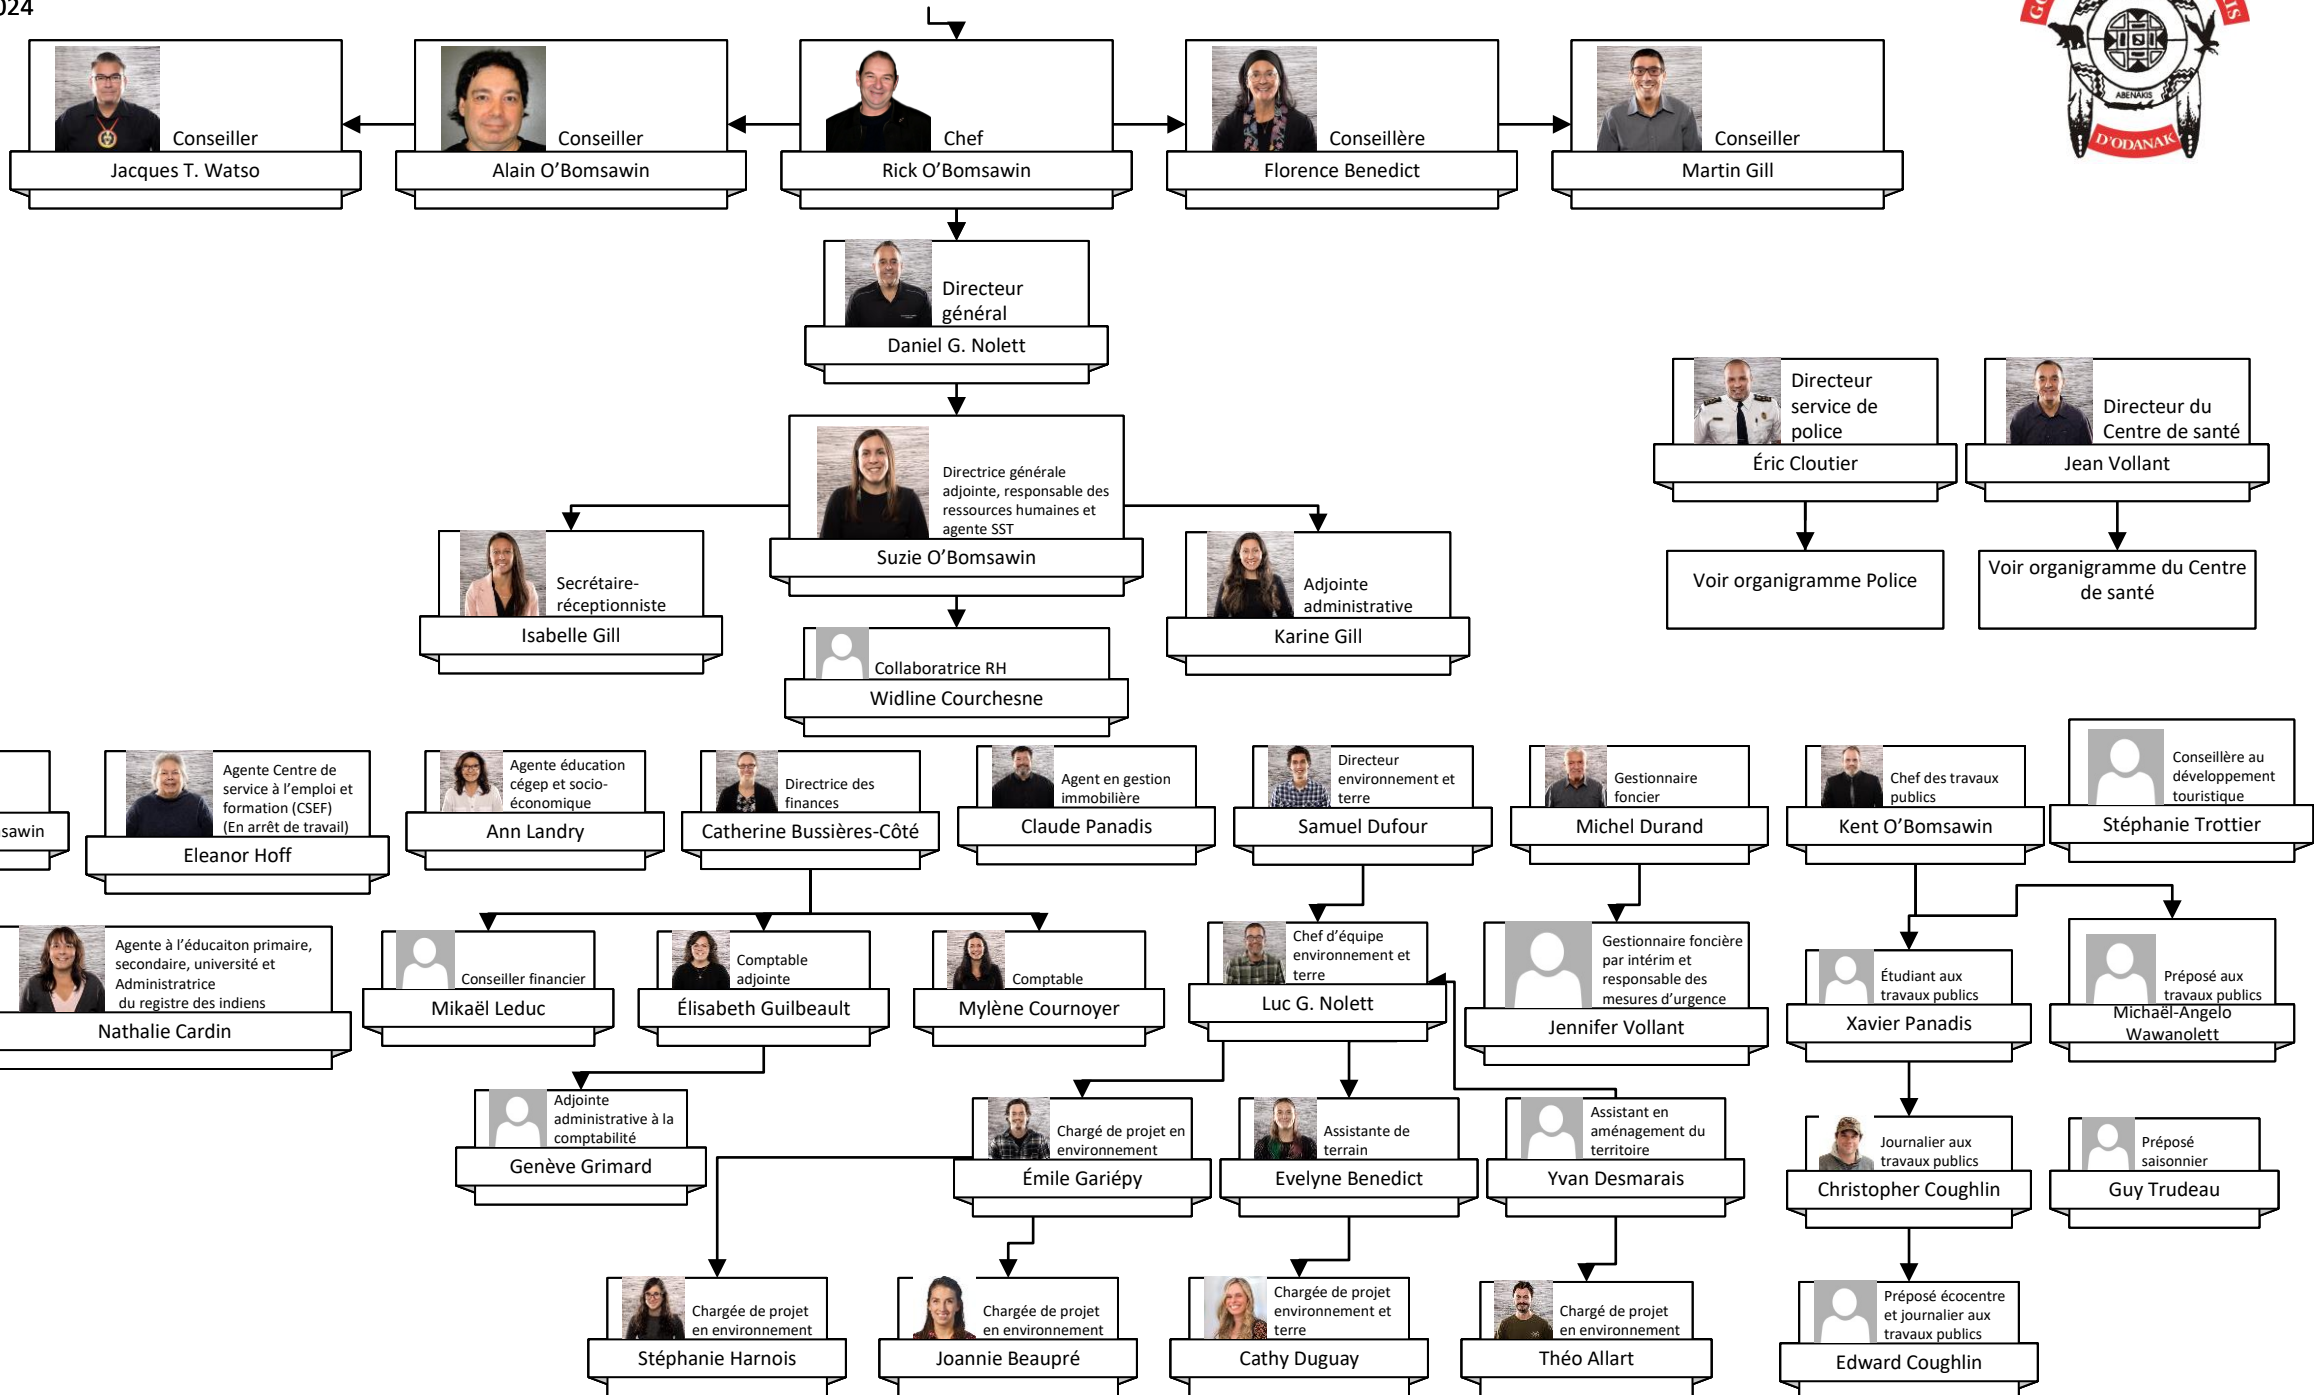 024
ABENAKIS
D'ODANAK
Conseiller
Jacques T. Watso
Conseiller
Alain O'Bomsawin
Chef
Rick O'Bomsawin
Conseillère
Florence Benedict
Conseiller
Martin Gill
Directeur
général
Daniel G. Nolett
Directeur
service de
police
Éric Cloutier
Directeur du
Centre de santé
Jean Vollant
Directrice générale
adjointe, responsable des
ressources humaines et
agente SST
Suzie O'Bomsawin
Secrétaire-
réceptionniste
Isabelle Gill
Adjointe
administrative
Karine Gill
Voir organigramme Police
Voir organigramme du Centre
de santé
Collaboratrice RH
Widline Courchesne
sawin
Agente Centre de
service à l'emploi et
formation (CSEF)
(En arrêt de travail)
Eleanor Hoff
Agente éducation
cégep et socio-
économique
Ann Landry
Directrice des
finances
Catherine Bussières-Côté
Agent en gestion
immobilière
Claude Panadis
Directeur
environnement et
terre
Samuel Dufour
Gestionnaire
foncier
Michel Durand
Chef des travaux
publics
Kent O'Bomsawin
Conseillère au
développement
touristique
Stéphanie Trottier
Agente à l'éducaiton primaire,
secondaire, université et
Administratrice
du registre des indiens
Nathalie Cardin
Conseiller financier
Mikaël Leduc
Comptable
adjointe
Élisabeth Guilbeault
Comptable
Mylène Cournoyer
Chef d'équipe
environnement et
terre
Luc G. Nolett
Gestionnaire foncière
par intérim et
responsable des
mesures d'urgence
Jennifer Vollant
Étudiant aux
travaux publics
Xavier Panadis
Préposé aux
travaux publics
Michaël-Angelo
Wawanolett
Adjointe
administrative à la
comptabilité
Genève Grimard
Chargé de projet en
environnement
Émile Gariépy
Assistante de
terrain
Evelyne Benedict
Assistant en
aménagement du
territoire
Yvan Desmarais
Journalier aux
travaux publics
Christopher Coughlin
Préposé
saisonnier
Guy Trudeau
Chargée de projet
en environnement
Stéphanie Harnois
Chargée de projet
en environnement
Joannie Beaupré
Chargée de projet
environnement et
terre
Cathy Duguay
Chargé de projet
en environnement
Théo Allart
Préposé écocentre
et journalier aux
travaux publics
Edward Coughlin